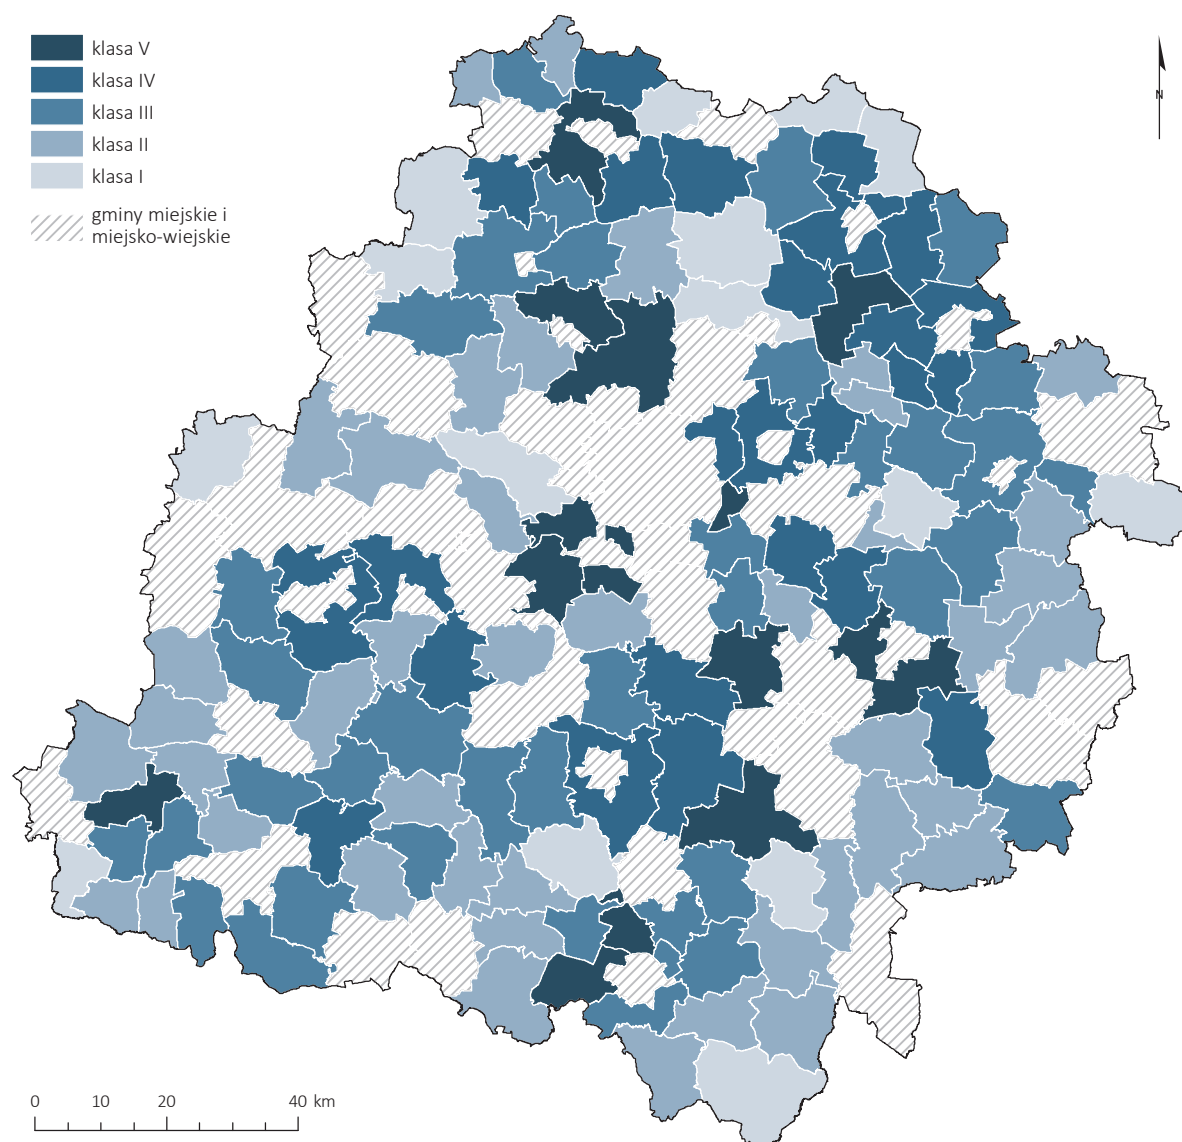 klasa V
klasa IV
klasa III
klasa II
klasa I
gminy miejskie i
miejsko-wiejskie
N
0 10 20 40 km